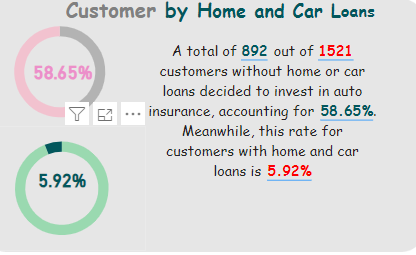 Customer by Home and Car Loans
58.65%
A total of 892 out of 1521
customers without home or car
loans decided to invest in auto
insurance, accounting for 58.65%.
Meanwhile, this rate for
customers with home and car
loans is 5.92%
5.92%